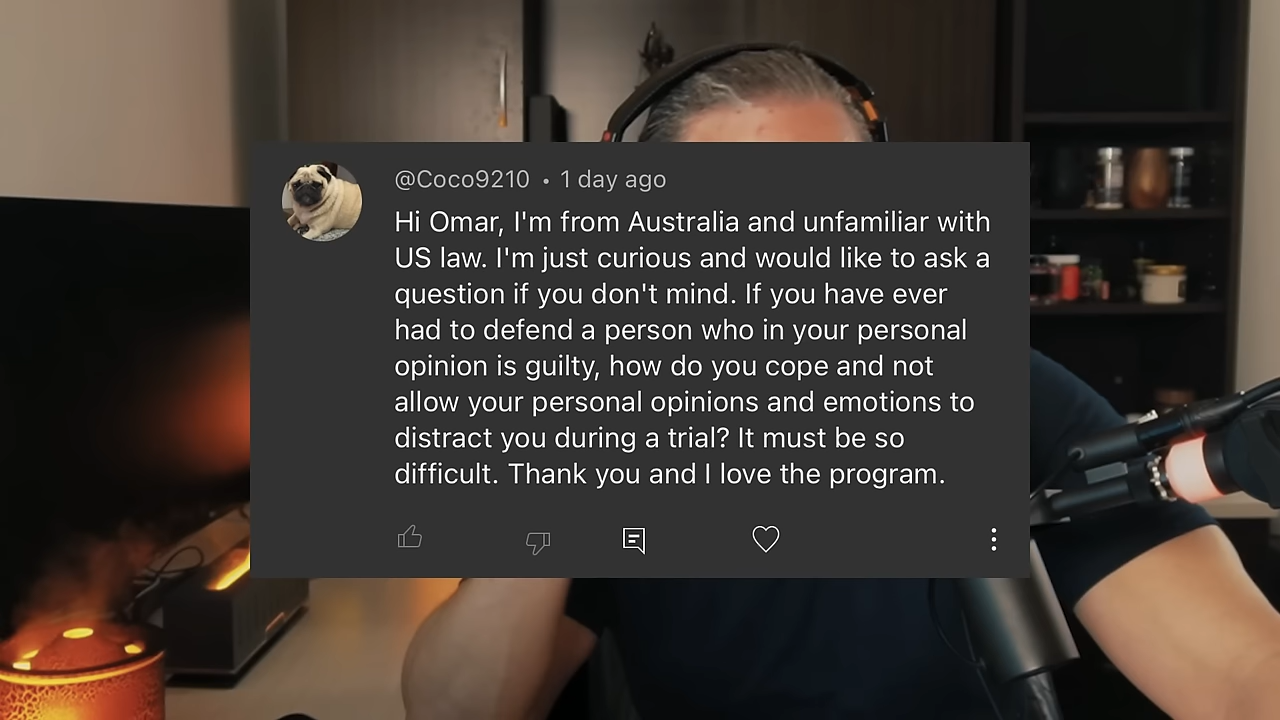 @Coco9210 • 1 day ago
Hi Omar, I'm from Australia and unfamiliar with
US law. I'm just curious and would like to ask a
question if you don't mind. If you have ever
had to defend a person who in your personal
opinion is guilty, how do you cope and not
allow your personal opinions and emotions to
distract you during a trial? It must be so
difficult. Thank you and I love the program.